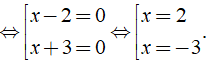 ⇔ [ x − 2 = 0 ⇔ [ x = 2
x + 3 = 0 x = −3.